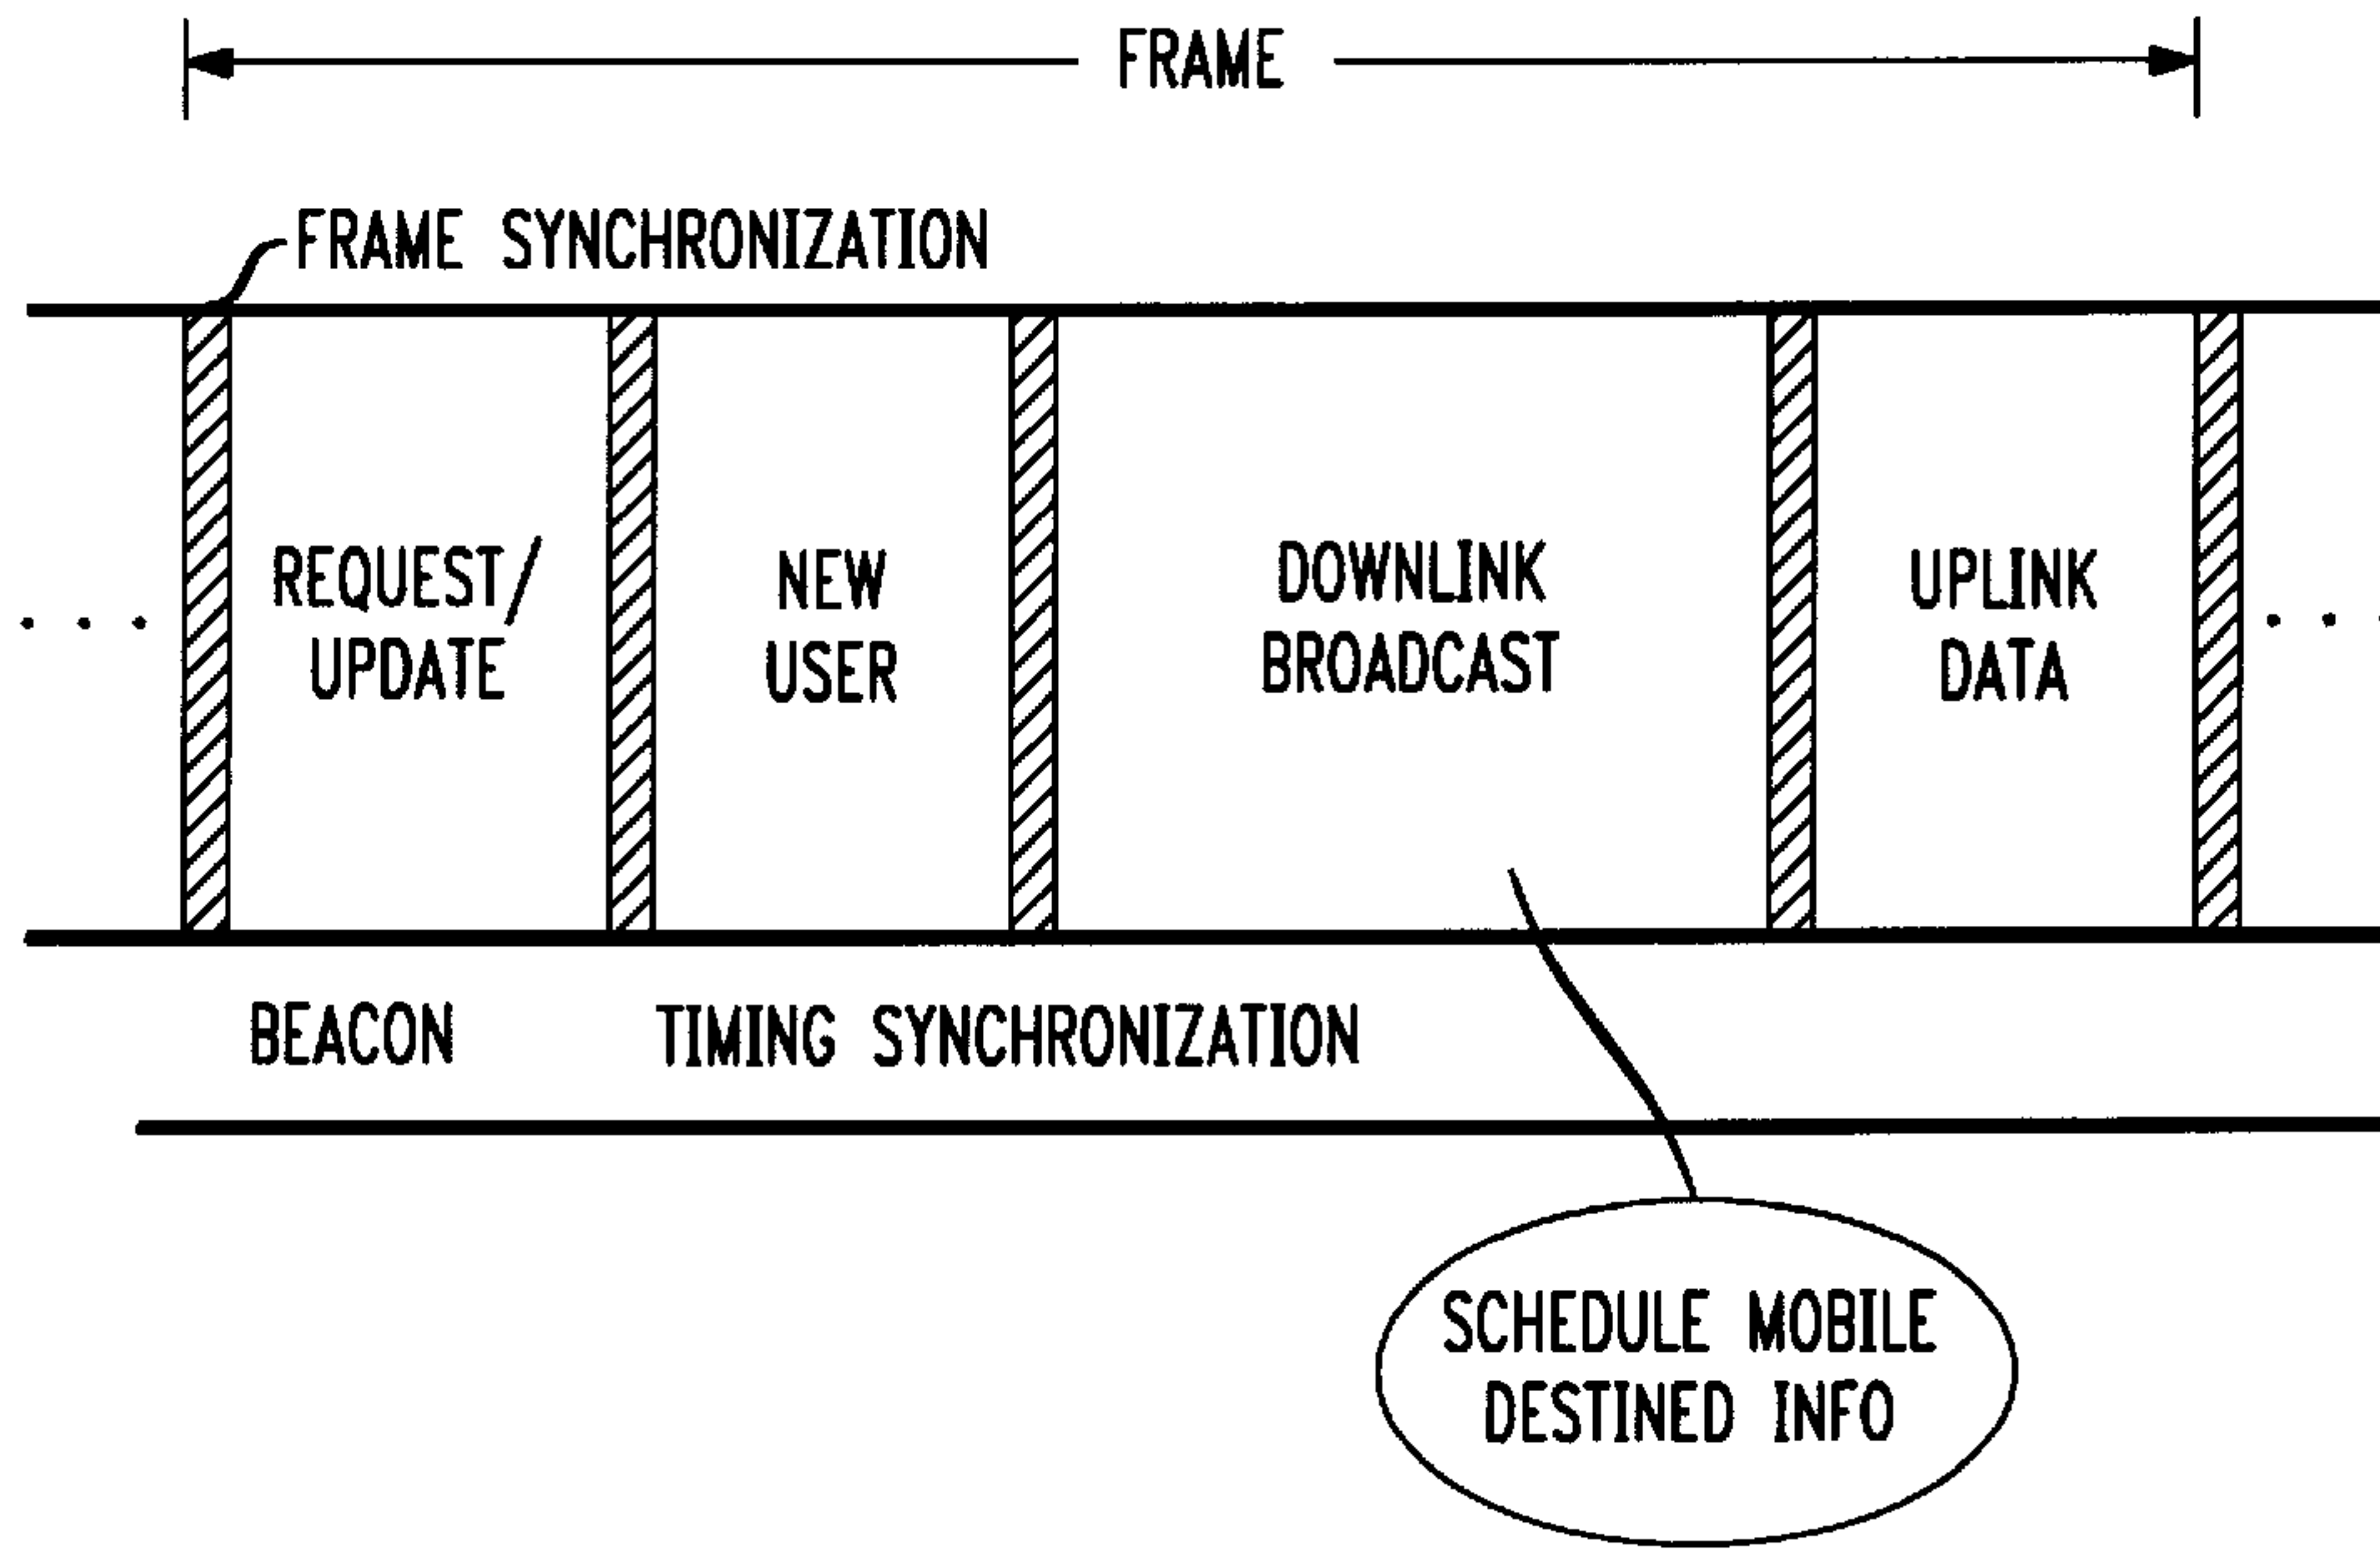 FRAME
FRAME SYNCHRONIZATION
REQUEST/
UPDATE
NEW
USER
DOWNLINK
BROADCAST
UPLINK
DATA
BEACON
TIMING SYNCHRONIZATION
SCHEDULE MOBILE
DESTINED INFO